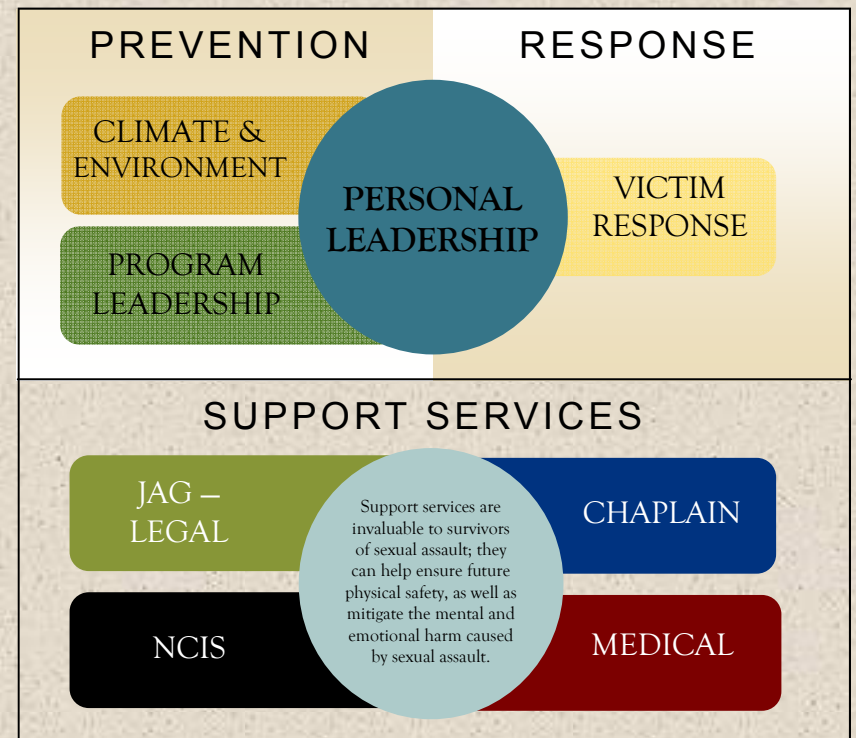 PREVENTION
RESPONSE
CLIMATE &
ENVIRONMENT
PROGRAM
LEADERSHIP
PERSONAL
LEADERSHIP
VICTIM
RESPONSE
SUPPORT SERVICES
JAG –
LEGAL
NCIS
Support services are
invaluable to survivors
of sexual assault; they
can help ensure future
physical safety, as well as
mitigate the mental and
emotional harm caused
by sexual assault.
CHAPLAIN
MEDICAL